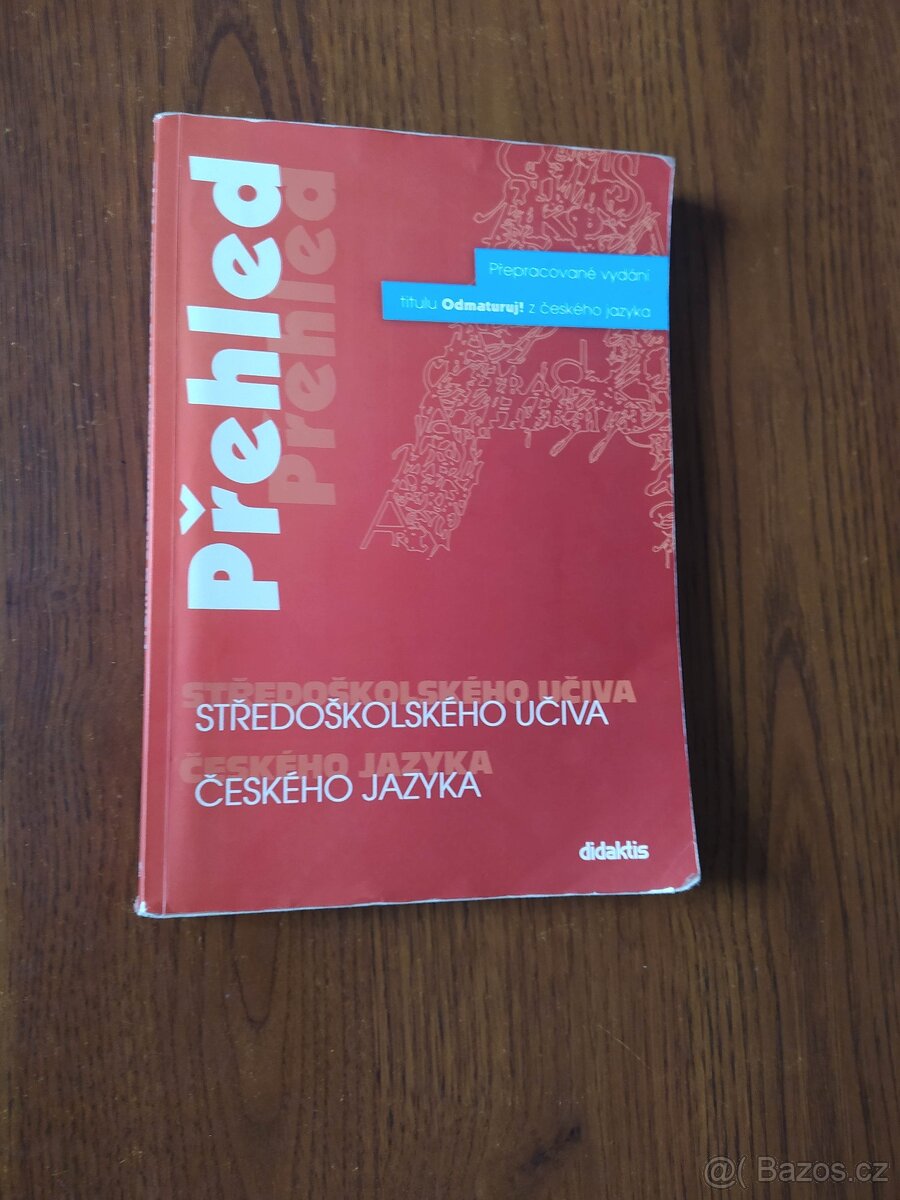 Přehled
Přehled
Přepracované vydání
titulu Odmaturuj! z českého jazyka
STŘEDOŠKOLSKÉHO UČIVA
STŘEDOŠKOLSKÉHO UČIVA
ČESKÉHO JAZYKA
ČESKÉHO JAZYKA
didaktis
@( Bazos.cz